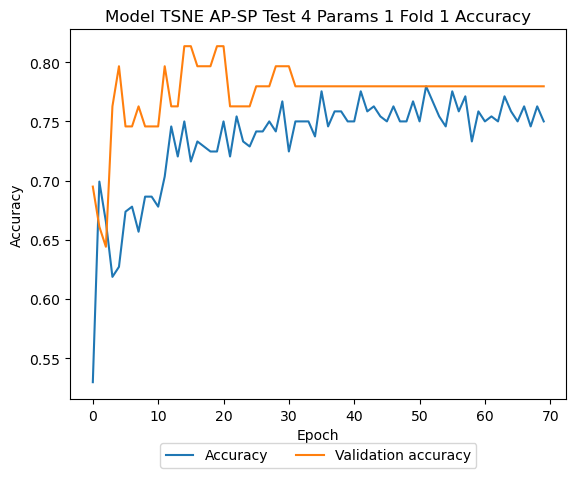 Model TSNE AP-SP Test 4 Params 1 Fold 1 Accuracy
Accuracy
0.80
0.75
0.70
0.65
0.60
0.55
0 10 20 30 40 50 60 70
Epoch
Accuracy Validation accuracy